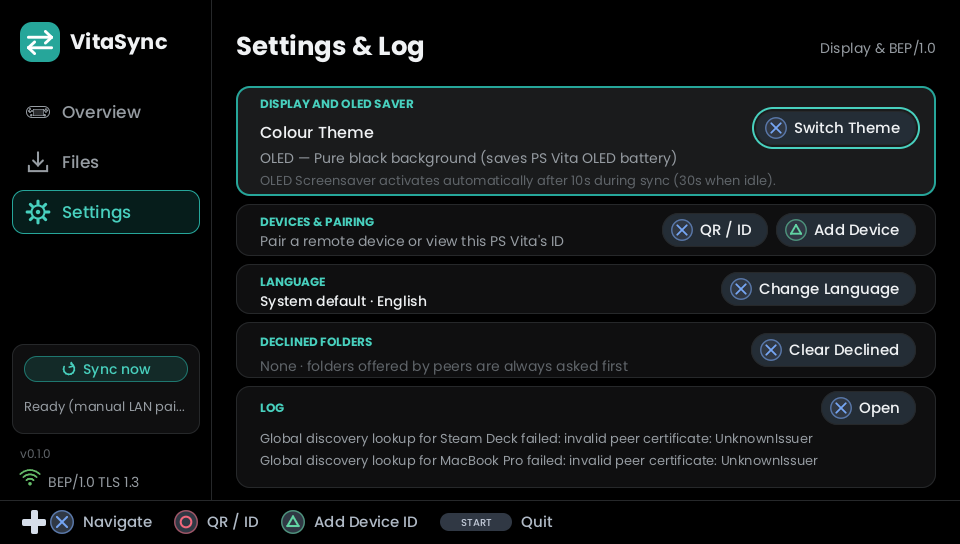 VitaSync
Overview
Files
Settings
Sync now
Ready (manual LAN pai...
v0.1.0
BEP/1.0 TLS 1.3
Settings & Log
Display & BEP/1.0
DISPLAY AND OLED SAVER
Colour Theme
Switch Theme
OLED — Pure black background (saves PS Vita OLED battery)
OLED Screensaver activates automatically after 10s during sync (30s when idle).
DEVICES & PAIRING
Pair a remote device or view this PS Vita's ID
QR / ID
Add Device
LANGUAGE
System default · English
Change Language
DECLINED FOLDERS
None · folders offered by peers are always asked first
Clear Declined
LOG
Open
Global discovery lookup for Steam Deck failed: invalid peer certificate: UnknownIssuer
Global discovery lookup for MacBook Pro failed: invalid peer certificate: UnknownIssuer
Navigate
QR / ID
Add Device ID
START
Quit